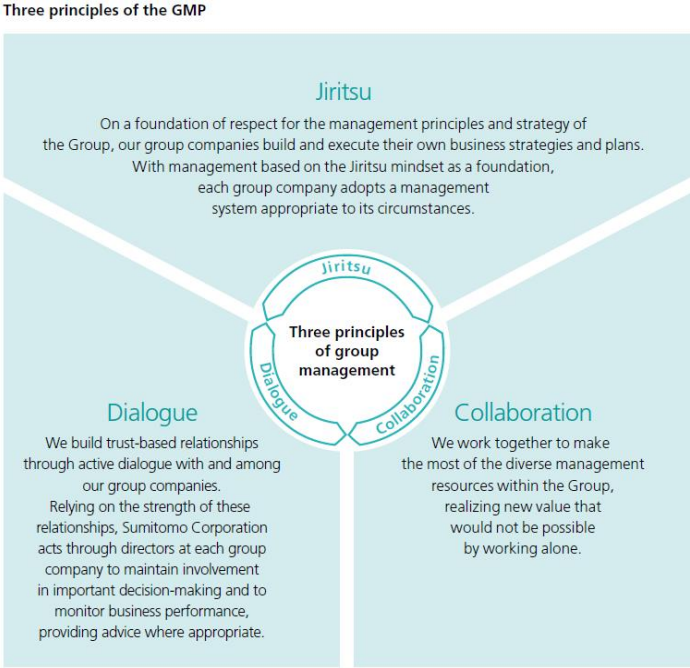 Three principles of the GMP
Jiritsu
On a foundation of respect for the management principles and strategy of
the Group, our group companies build and execute their own business strategies and plans.
With management based on the Jiritsu mindset as a foundation,
each group company adopts a management
system appropriate to its circumstances.
Jiritsu
Three principles
of group
management
Dialogue
Collaboration
Dialogue
We build trust-based relationships
through active dialogue with and among
our group companies.
Relying on the strength of these
relationships, Sumitomo Corporation
acts through directors at each group
company to maintain involvement
in important decision-making and to
monitor business performance,
providing advice where appropriate.
Collaboration
We work together to make
the most of the diverse management
resources within the Group,
realizing new value that
would not be possible
by working alone.